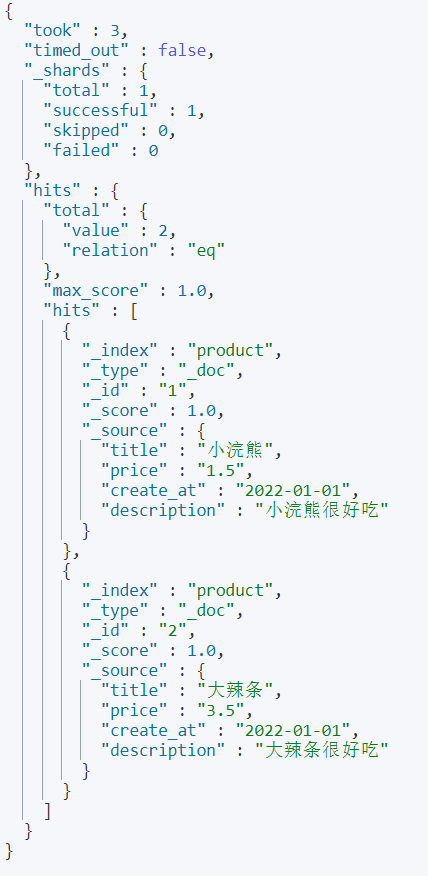 {
  "took" : 3,
  "timed_out" : false,
  "_shards" : {
    "total" : 1,
    "successful" : 1,
    "skipped" : 0,
    "failed" : 0
  },
  "hits" : {
    "total" : {
      "value" : 2,
      "relation" : "eq"
    },
    "max_score" : 1.0,
    "hits" : [
      {
        "_index" : "product",
        "_type" : "_doc",
        "_id" : "1",
        "_score" : 1.0,
        "_source" : {
          "title" : "小浣熊",
          "price" : "1.5",
          "create_at" : "2022-01-01",
          "description" : "小浣熊很好吃"
        }
      },
      {
        "_index" : "product",
        "_type" : "_doc",
        "_id" : "2",
        "_score" : 1.0,
        "_source" : {
          "title" : "大辣条",
          "price" : "3.5",
          "create_at" : "2022-01-01",
          "description" : "大辣条很好吃"
        }
      }
    ]
  }
}